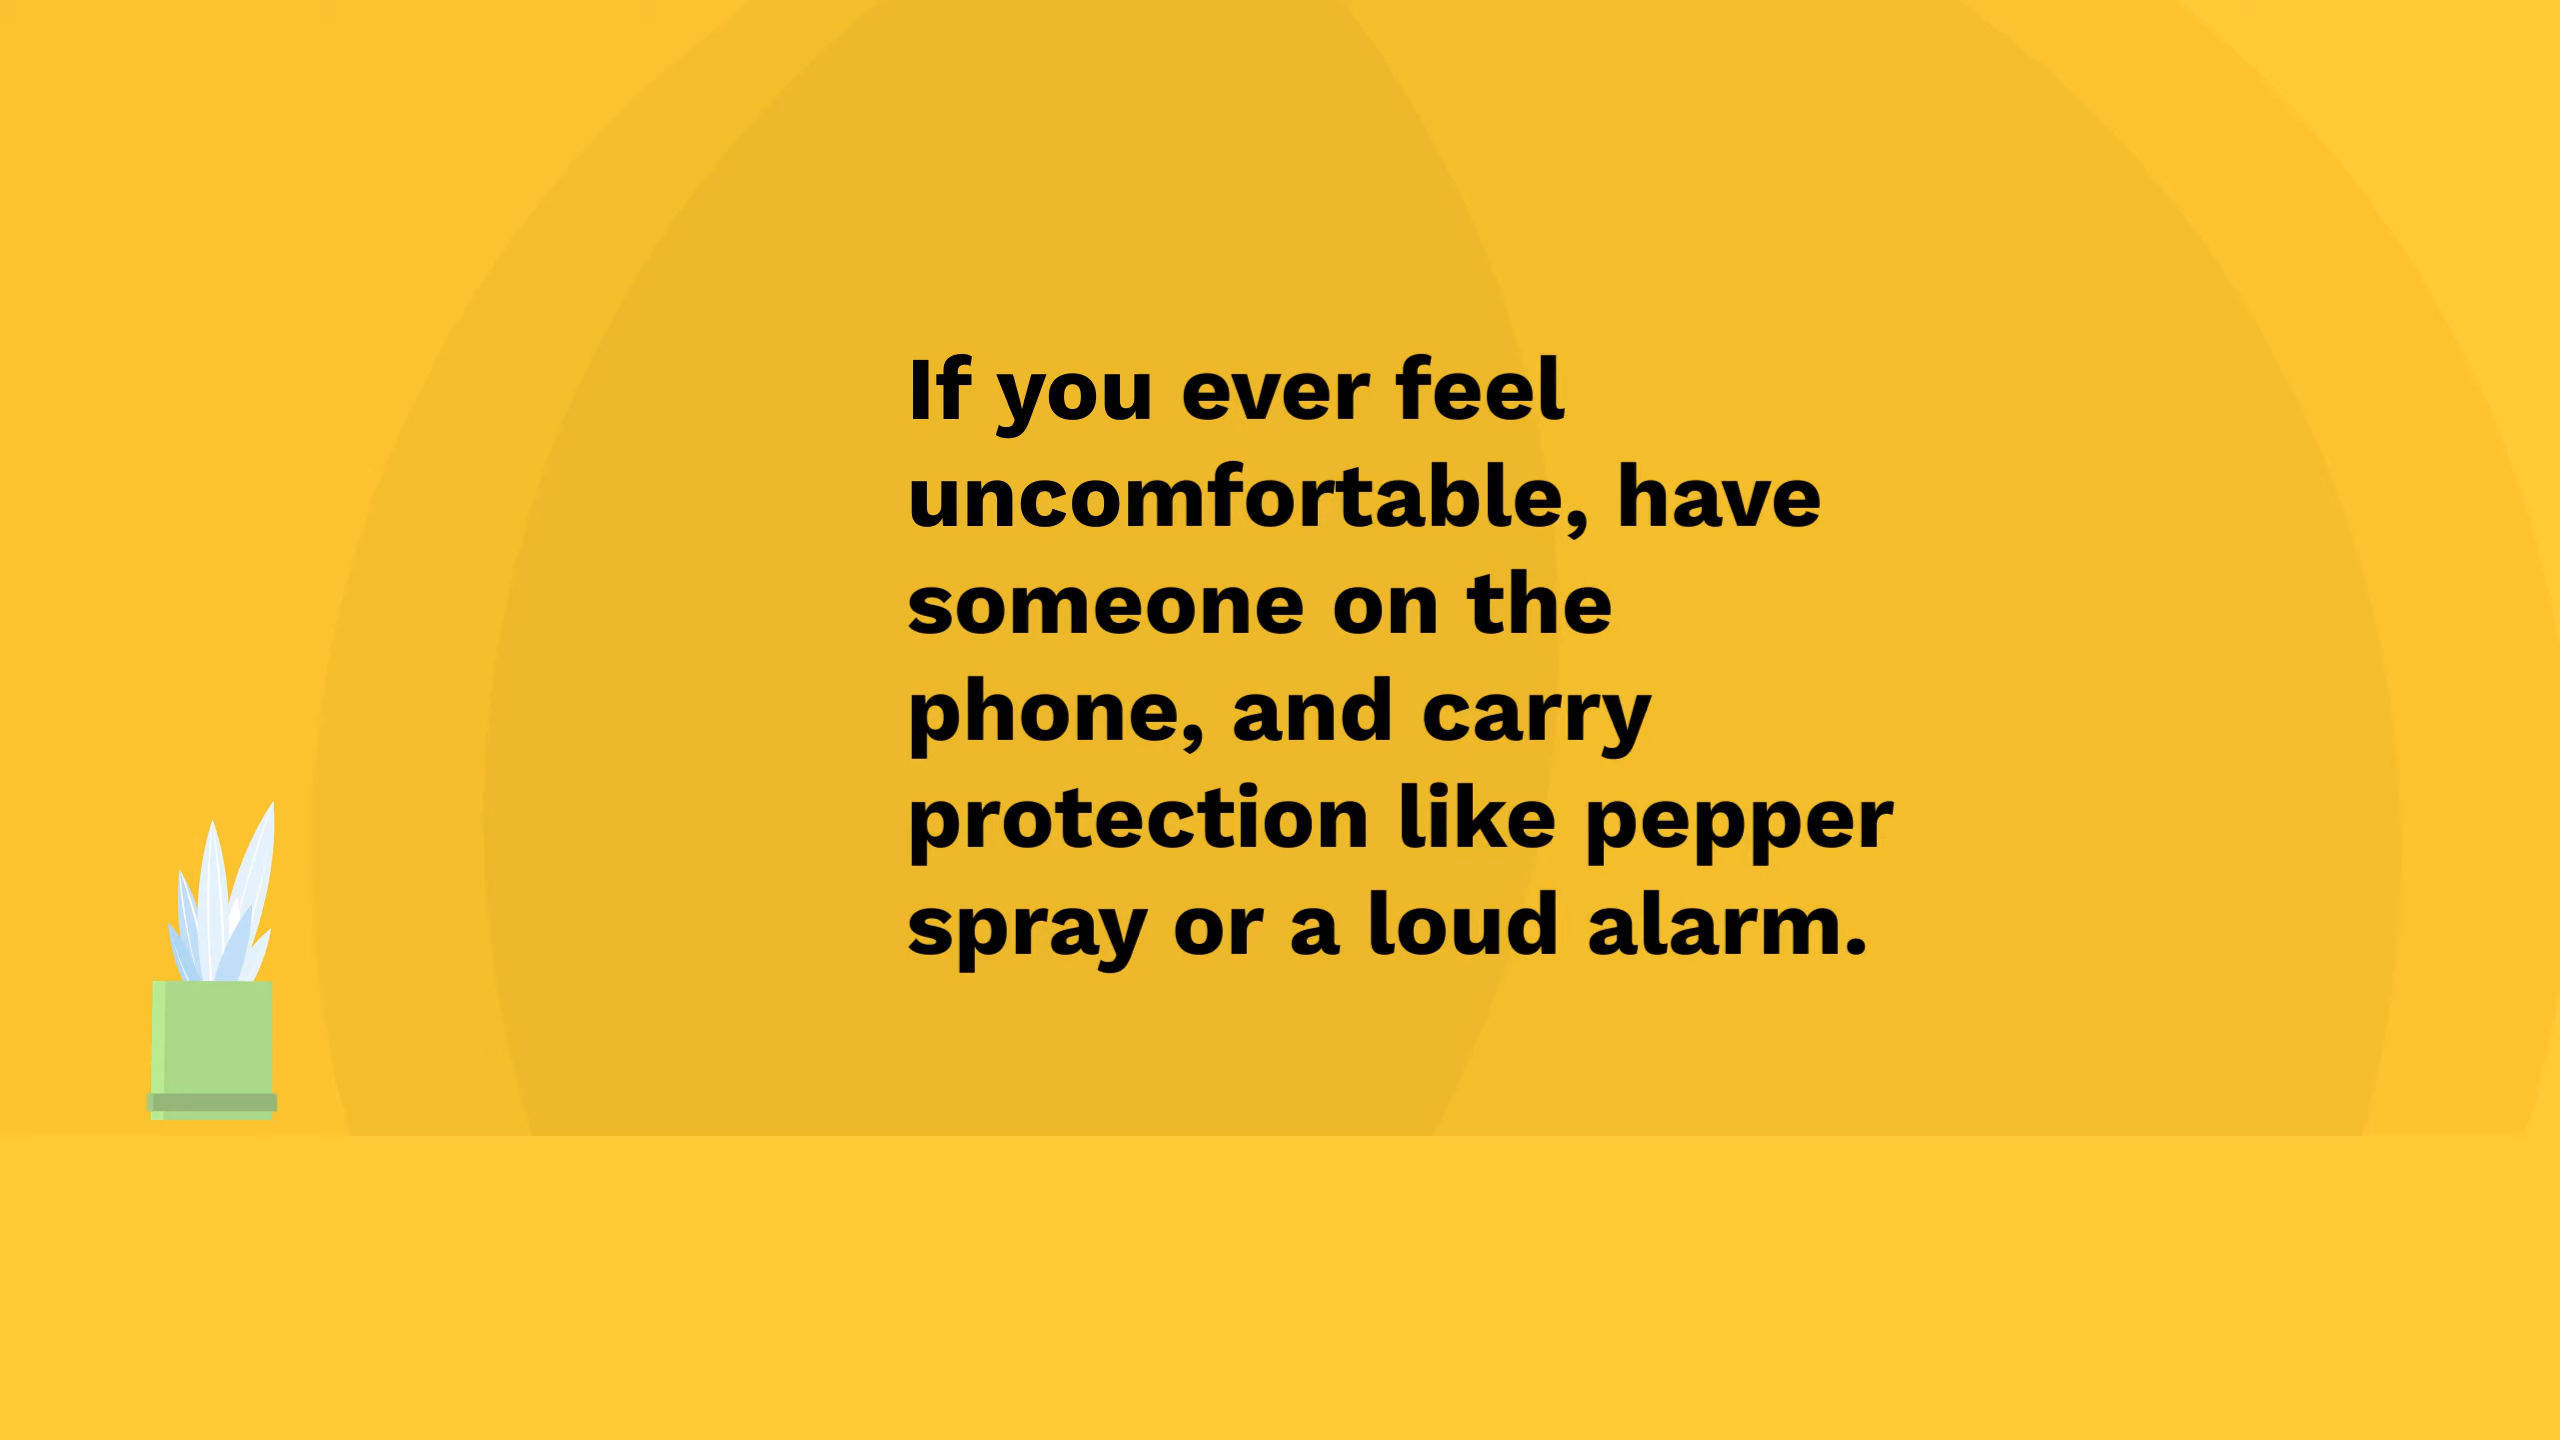 If you ever feel
uncomfortable, have
someone on the
phone, and carry
protection like pepper
spray or a loud alarm.